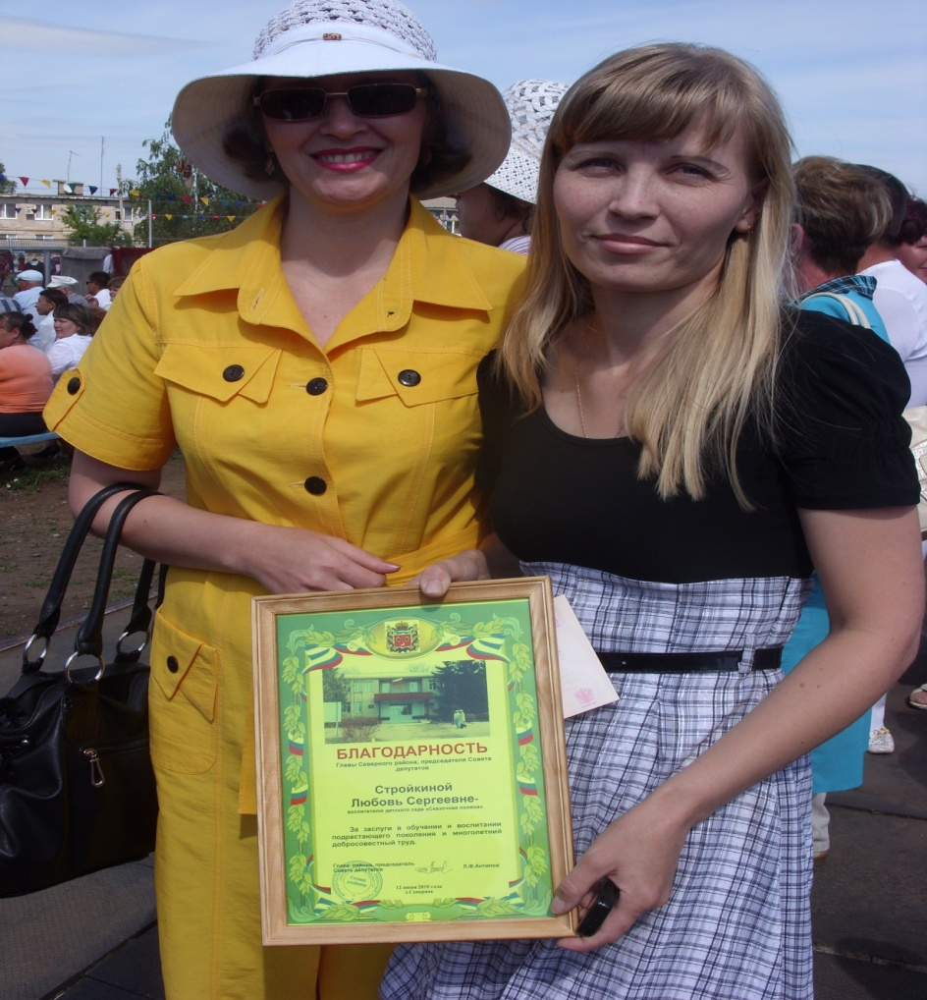 БЛАГОДАРНОСТЬ
Главы Северного района, председателя Совета
депутатов
Стройкиной
Любовь Сергеевне-
воспитателю детского сада «Сказочная поляна»
За заслуги в обучении и воспитании
подрастающего поколения и многолетний
добросовестный труд.
Глава района, председатель
Совета депутатов
Л.Ф.Антипов
12 июня 2010 года
с.Северное